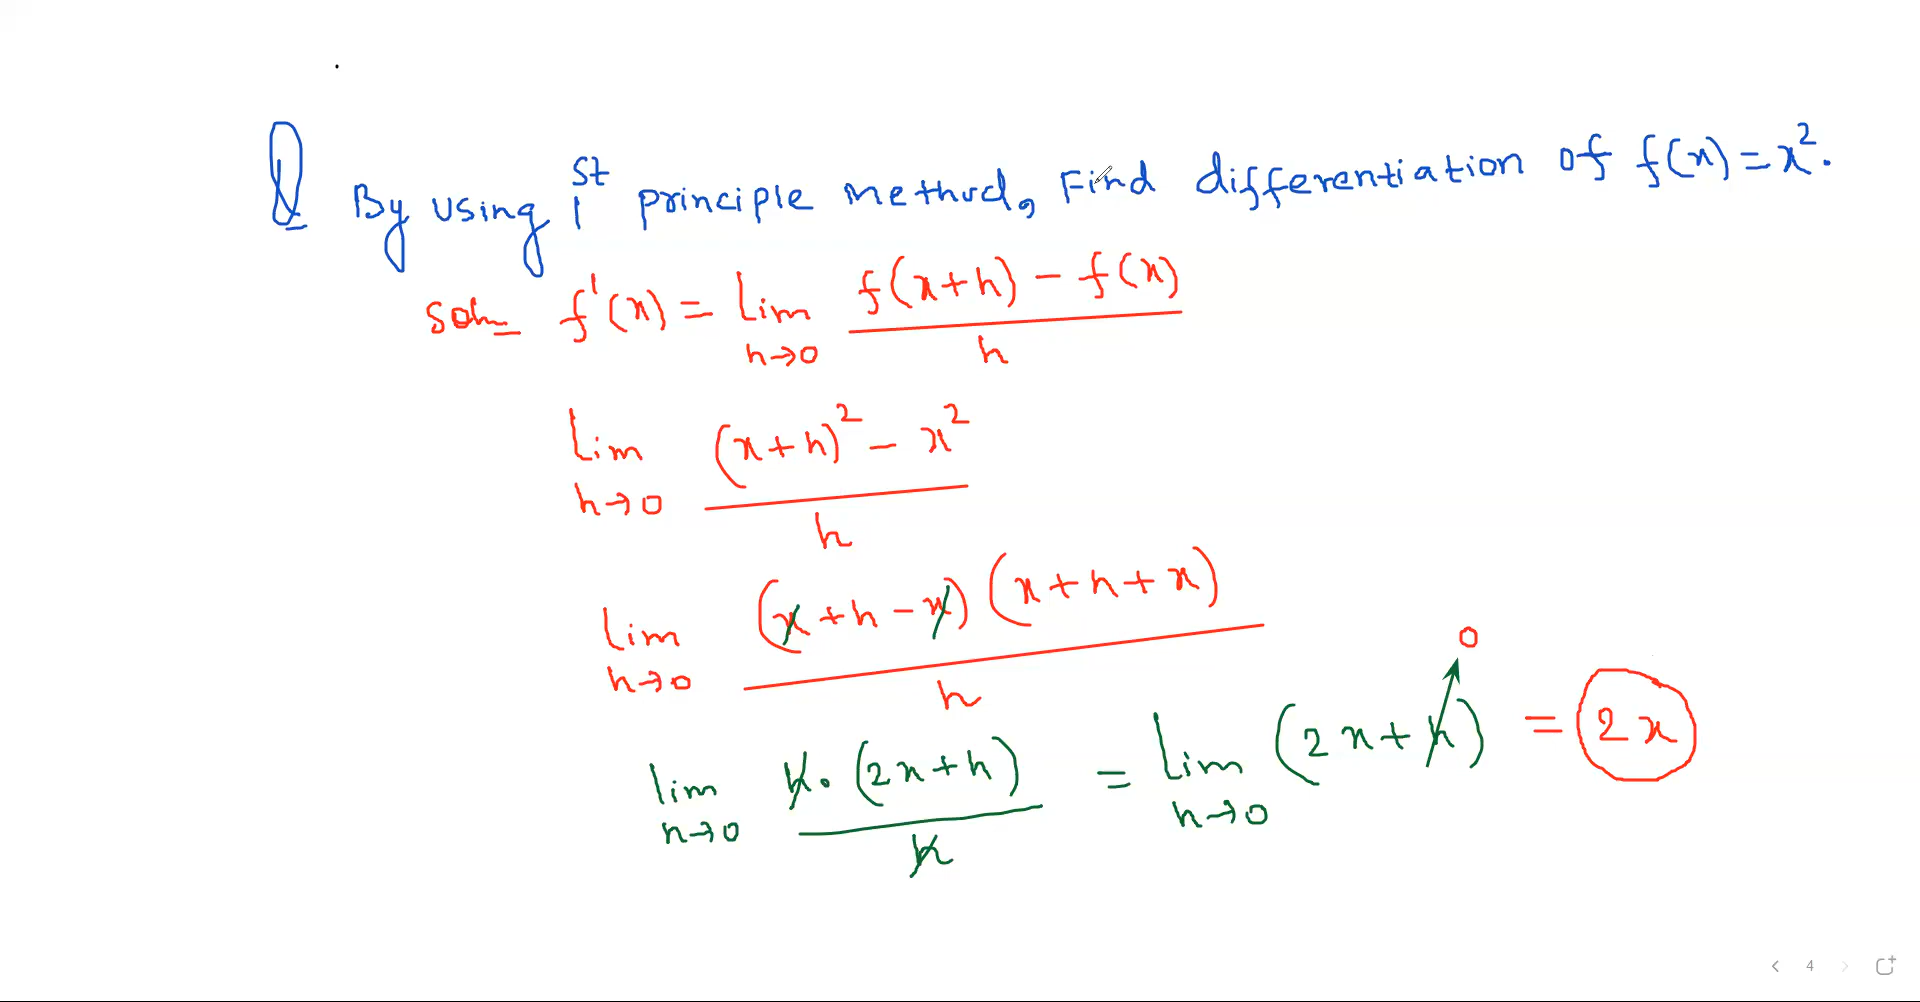 Q By using 1st principle method, Find differentiation of f(x) = x².
Soln f'(x) = Lim h→0 f(x+h) - f(x) / h
Lim h→0 (x+h)² - x² / h
Lim h→0 (x+h-x)(x+h+x) / h
lim h→0 h.(2x+h) / h = Lim h→0 (2x+h) 0 = 2x
4